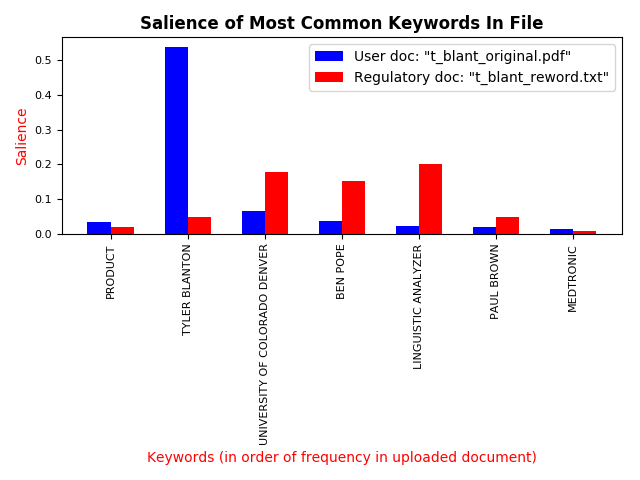 Salience of Most Common Keywords In File
User doc: "t_blant_original.pdf"
Regulatory doc: "t_blant_reword.txt"
Salience
0.5
0.4
0.3
0.2
0.1
0.0
PRODUCT
TYLER BLANTON
UNIVERSITY OF COLORADO DENVER
BEN POPE
LINGUISTIC ANALYZER
PAUL BROWN
MEDTRONIC
Keywords (in order of frequency in uploaded document)